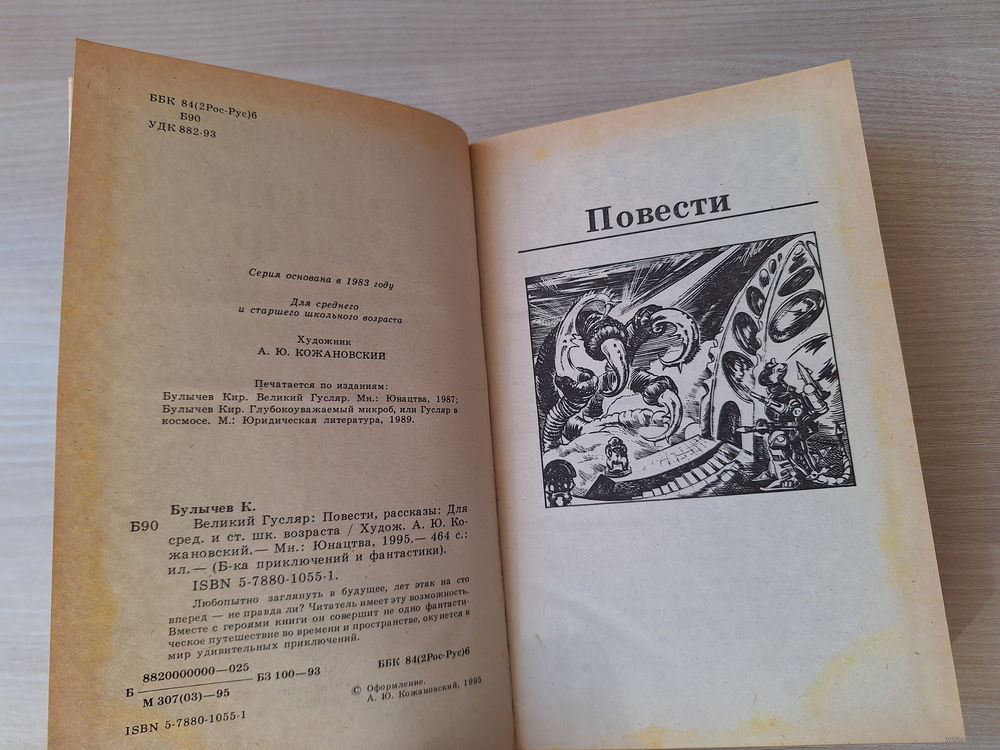 ББК 84(2Рос-Рус)6
Б90
УДК 882-93
Серия основана в 1983 году
Для среднего
и старшего школьного возраста
Художник
А. Ю. КОЖАНОВСКИЙ
Печатается по изданиям:
Булычев Кир. Великий Гусляр. Мн.: Юнацтва, 1987;
Булычев Кир. Глубокоуважаемый микроб, или Гусляр в
космосе. М.: Юридическая литература, 1989.
Булычев К.
Б90 Великий Гусляр: Повести, рассказы: Для
сред. и ст. шк. возраста / Худож. А. Ю. Ко-
жановский.— Мн.: Юнацтва, 1995.— 464 с.:
ил.— (Б-ка приключений и фантастики).
ISBN 5-7880-1055-1.
Любопытно заглянуть в будущее, лет этак на сто
вперед — не правда ли? Читатель имеет эту возможность.
Вместе с героями книги он совершит не одно фантасти-
ческое путешествие во времени и пространстве, окунется в
мир удивительных приключений.
8820000000—025
Б БЗ 100—93
М 307(03)—95
ББК 84(2Рос-Рус)6
ISBN 5-7880-1055-1
© Оформление.
А. Ю. Кожановский, 1995
Повести